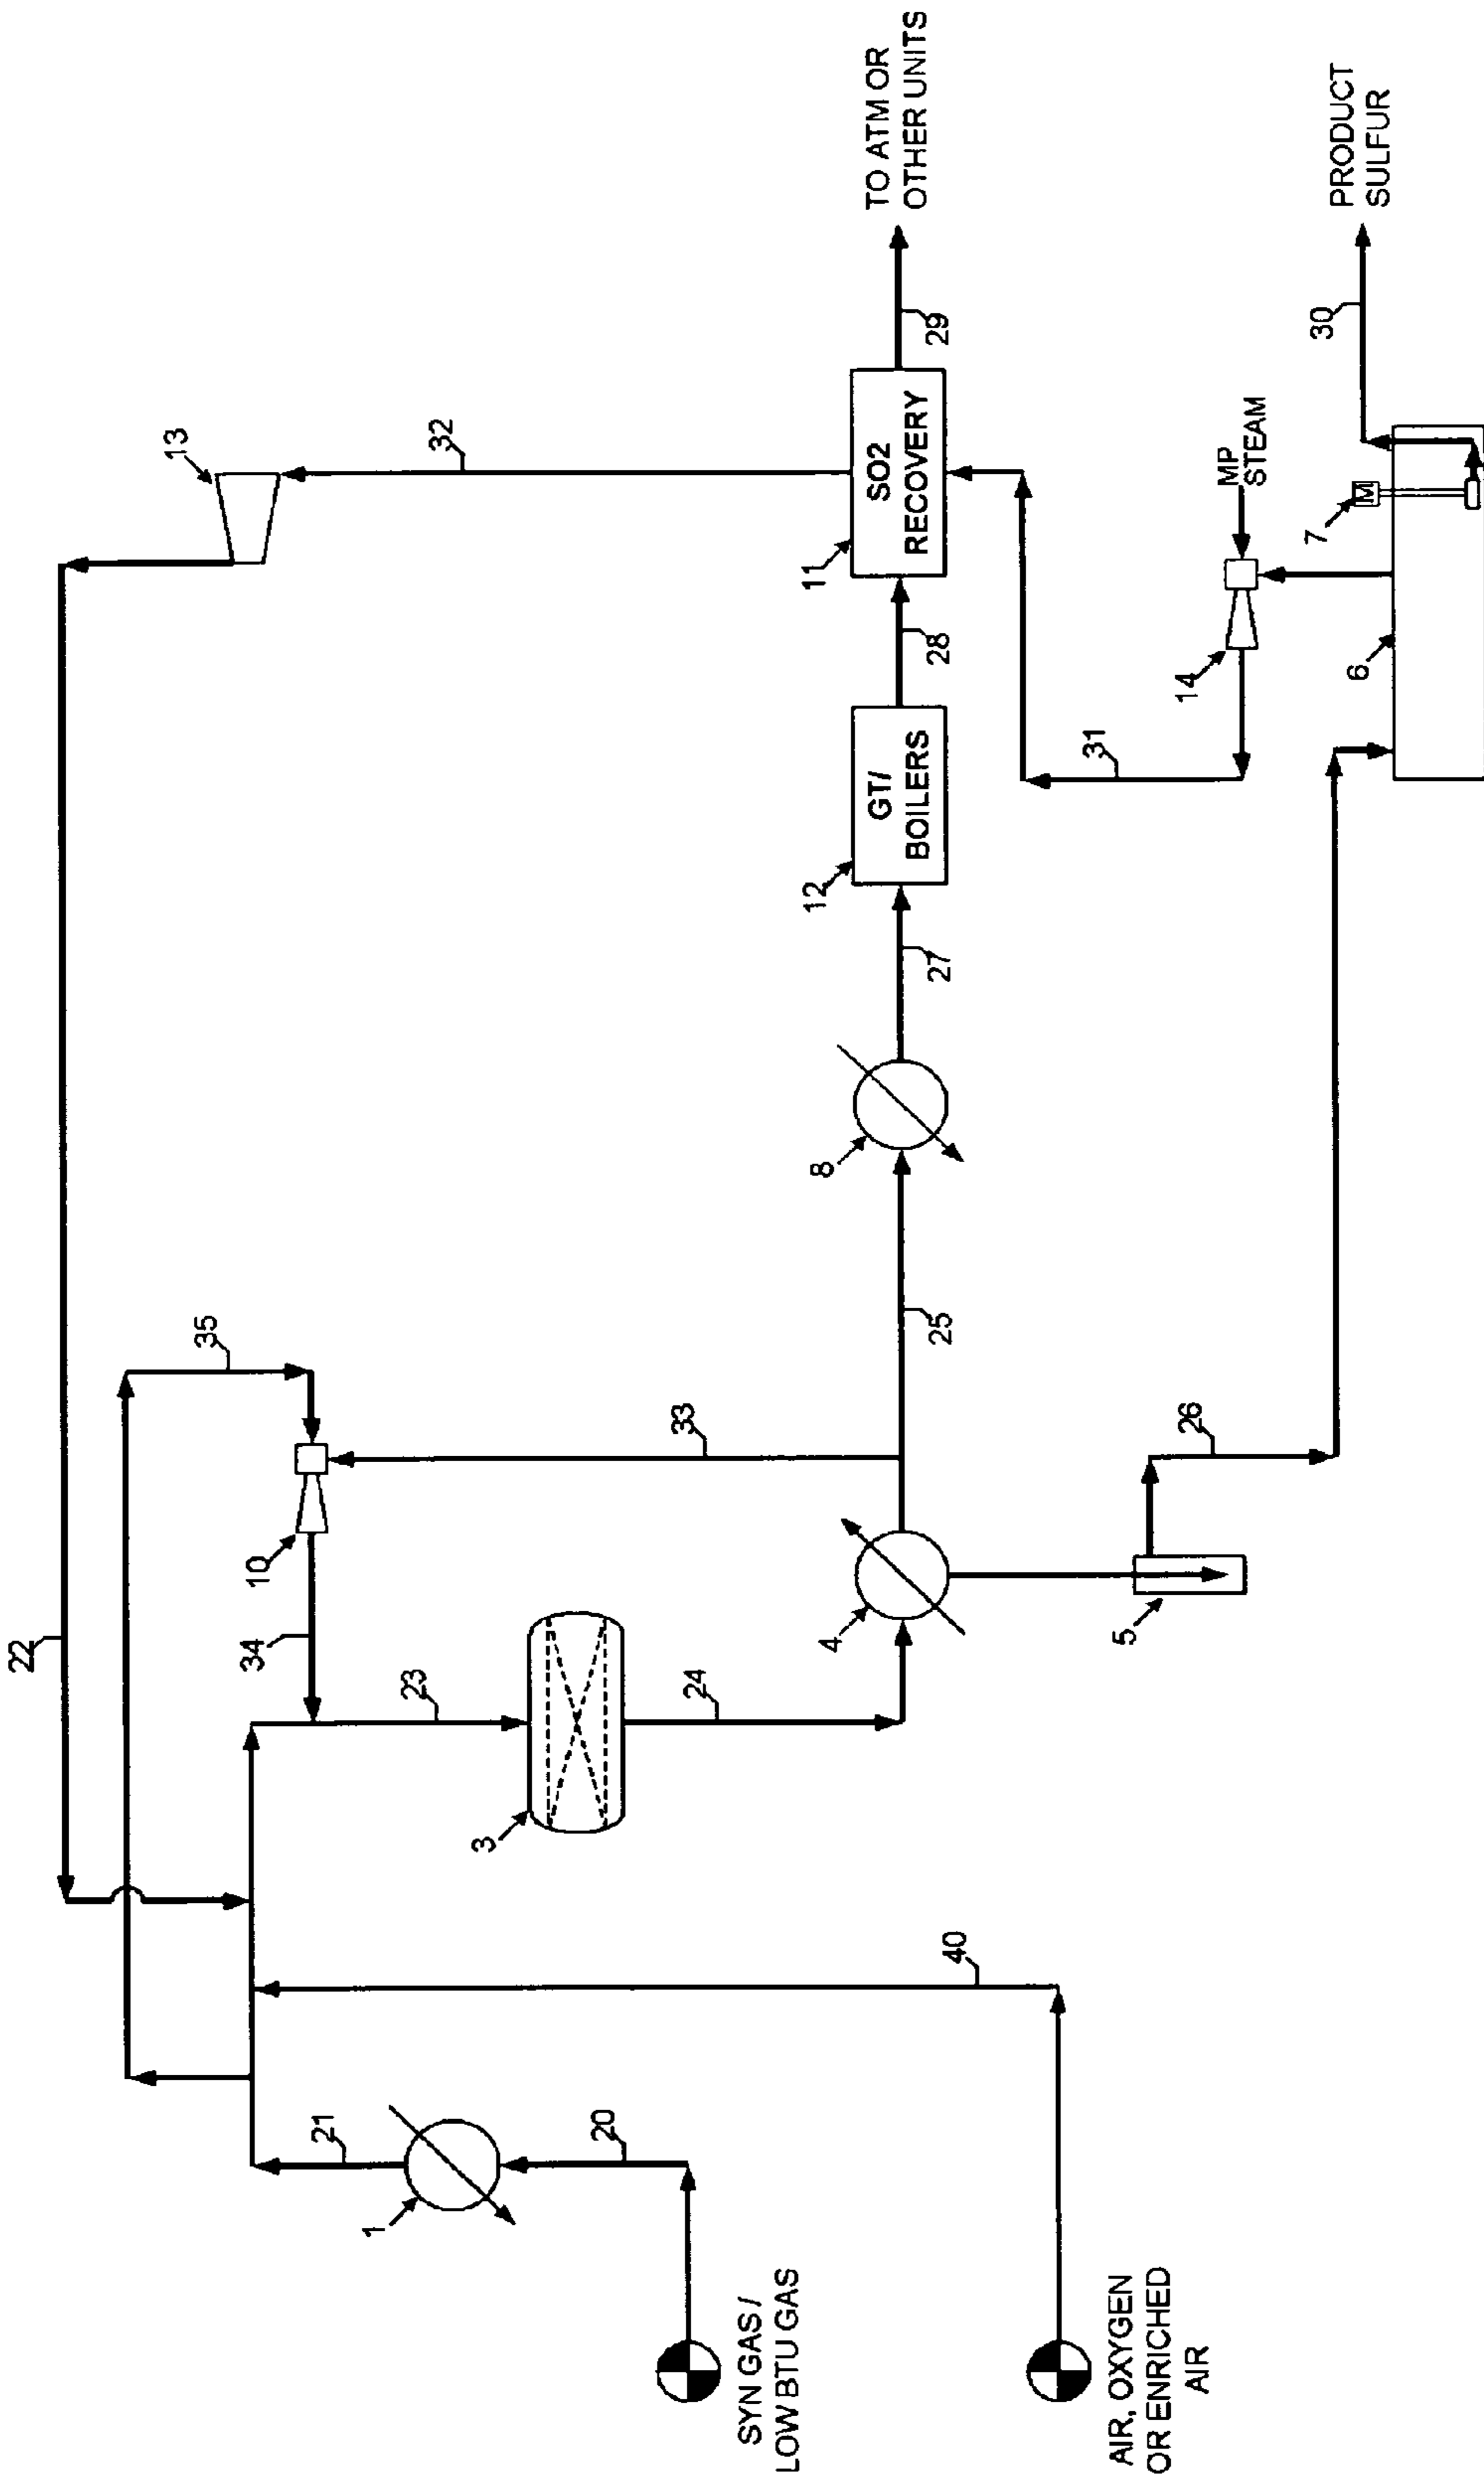 22
35
13
34
10
32
21
1
23
33
3
24
20
4
25
8
27
12
GT/
BOILERS
28
11
SO2
RECOVERY
29
TO ATM OR
OTHER UNITS
SYN GAS /
LOW BTU GAS
40
5
26
31
14
MP
STEAM
7
M
6
30
PRODUCT
SULFUR
AIR, OXYGEN
OR ENRICHED
AIR